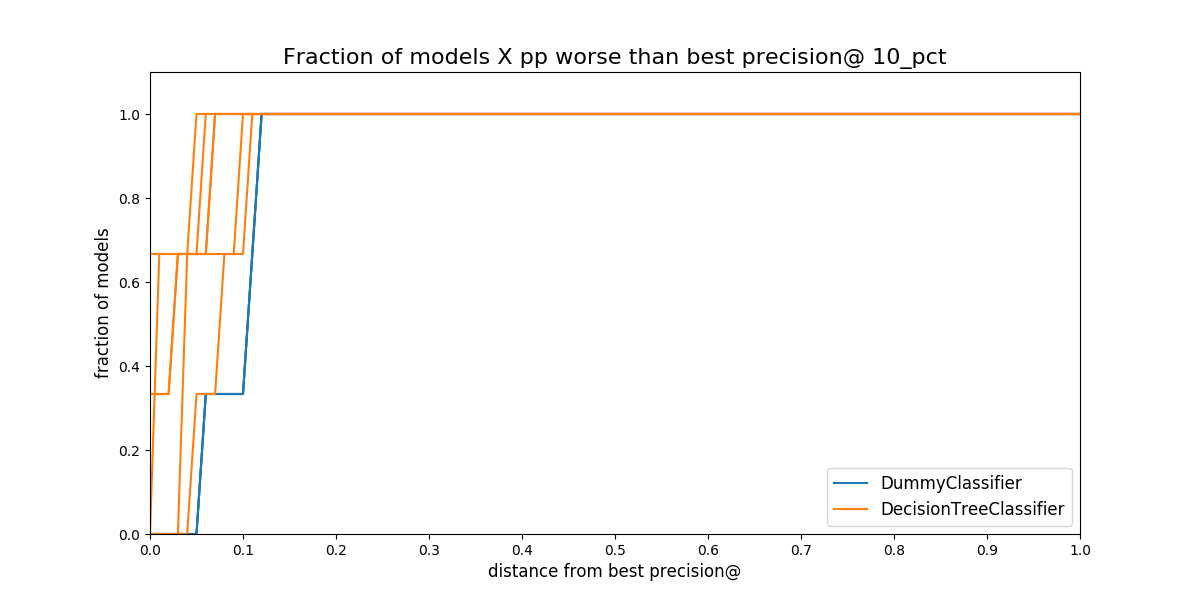 Fraction of models X pp worse than best precision@ 10_pct
fraction of models
1.0
0.8
0.6
0.4
0.2
0.0
0.0 0.1 0.2 0.3 0.4 0.5 0.6 0.7 0.8 0.9 1.0
distance from best precision@
DummyClassifier
DecisionTreeClassifier